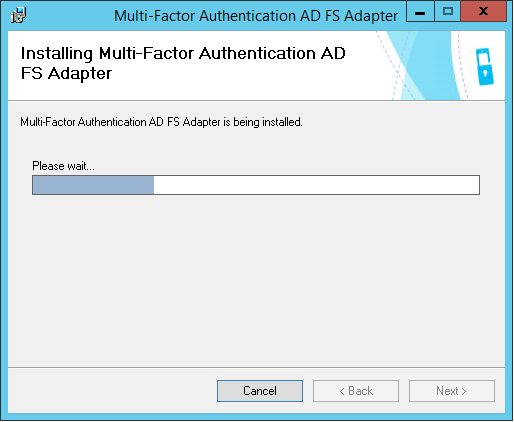 Multi-Factor Authentication AD FS Adapter
Installing Multi-Factor Authentication AD
FS Adapter
Multi-Factor Authentication AD FS Adapter is being installed.
Please wait...
Cancel
< Back
Next >